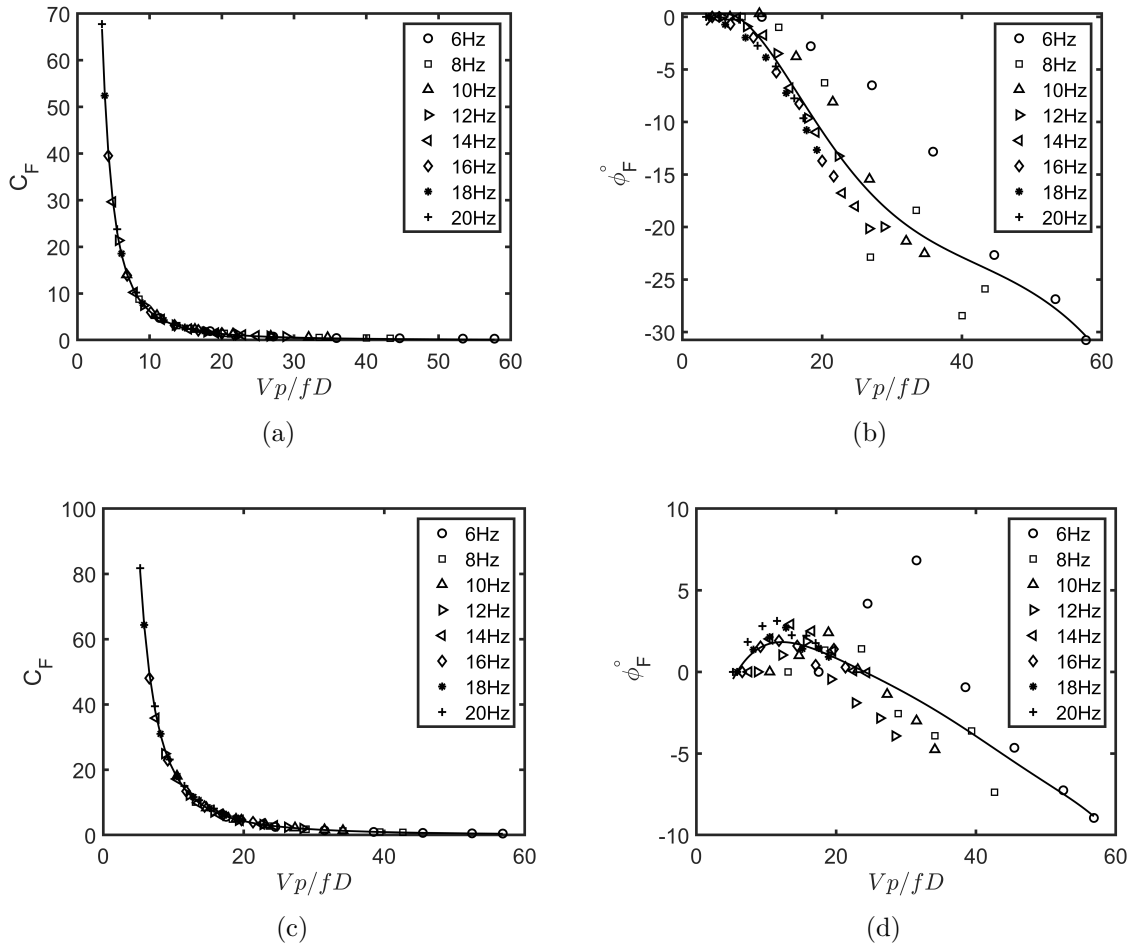 70
60
50
40
30
20
10
0
C_F
0 10 20 30 40 50 60
Vp/fD
6Hz
8Hz
10Hz
12Hz
14Hz
16Hz
18Hz
20Hz
(a)
0
-5
-10
-15
-20
-25
-30
ϕ°_F
0 20 40 60
Vp/fD
6Hz
8Hz
10Hz
12Hz
14Hz
16Hz
18Hz
20Hz
(b)
100
80
60
40
20
0
C_F
0 20 40 60
Vp/fD
6Hz
8Hz
10Hz
12Hz
14Hz
16Hz
18Hz
20Hz
(c)
10
5
0
-5
-10
ϕ°_F
0 20 40 60
Vp/fD
6Hz
8Hz
10Hz
12Hz
14Hz
16Hz
18Hz
20Hz
(d)